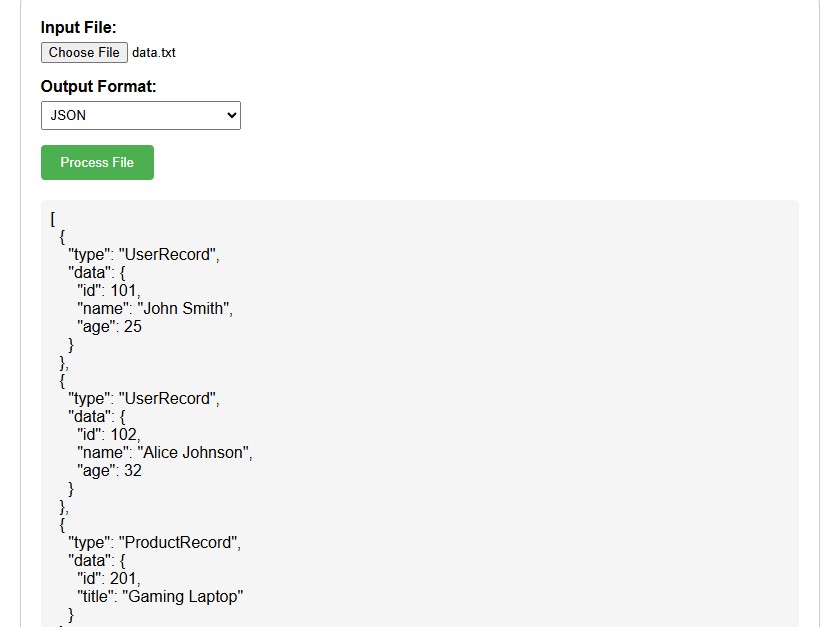 Input File:
Choose File data.txt
Output Format:
JSON
Process File
[
{
"type": "UserRecord",
"data": {
"id": 101,
"name": "John Smith",
"age": 25
}
},
{
"type": "UserRecord",
"data": {
"id": 102,
"name": "Alice Johnson",
"age": 32
}
},
{
"type": "ProductRecord",
"data": {
"id": 201,
"title": "Gaming Laptop"
}